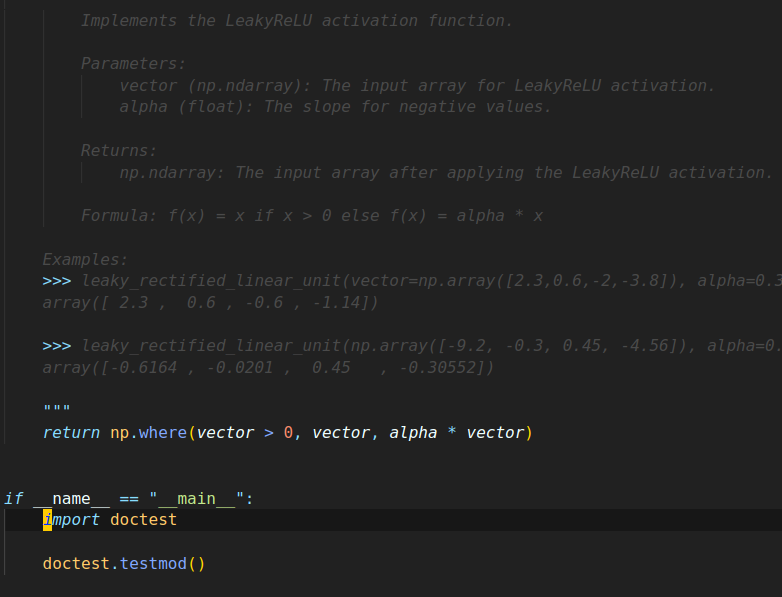 Implements the LeakyReLU activation function.
Parameters:
vector (np.ndarray): The input array for LeakyReLU activation.
alpha (float): The slope for negative values.
Returns:
np.ndarray: The input array after applying the LeakyReLU activation.
Formula: f(x) = x if x > 0 else f(x) = alpha * x
Examples:
>>> leaky_rectified_linear_unit(vector=np.array([2.3,0.6,-2,-3.8]), alpha=0.3
array([ 2.3 ,  0.6 , -0.6 , -1.14])
>>> leaky_rectified_linear_unit(np.array([-9.2, -0.3, 0.45, -4.56]), alpha=0.
array([-0.6164 , -0.0201 ,  0.45   , -0.30552])
"""
return np.where(vector > 0, vector, alpha * vector)
if __name__ == "__main__":
import doctest
doctest.testmod()